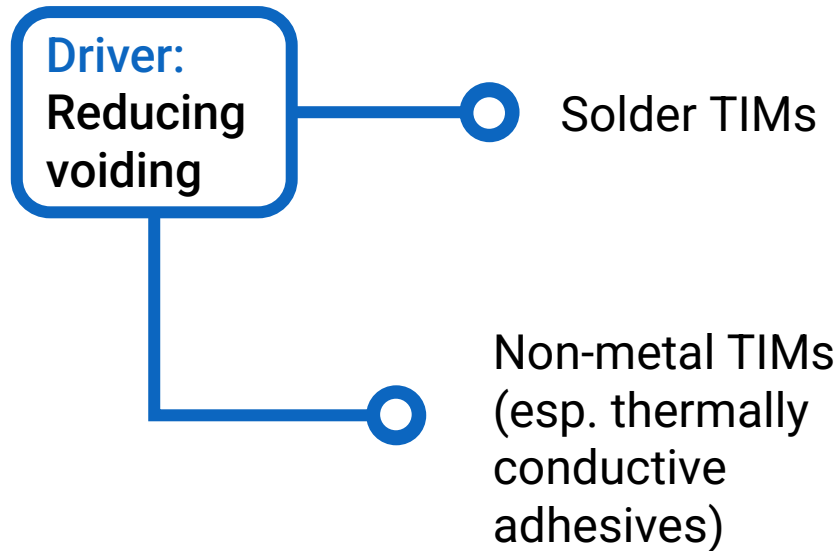 Driver:
Reducing
voiding
Solder TIMs
Non-metal TIMs
(esp. thermally
conductive
adhesives)